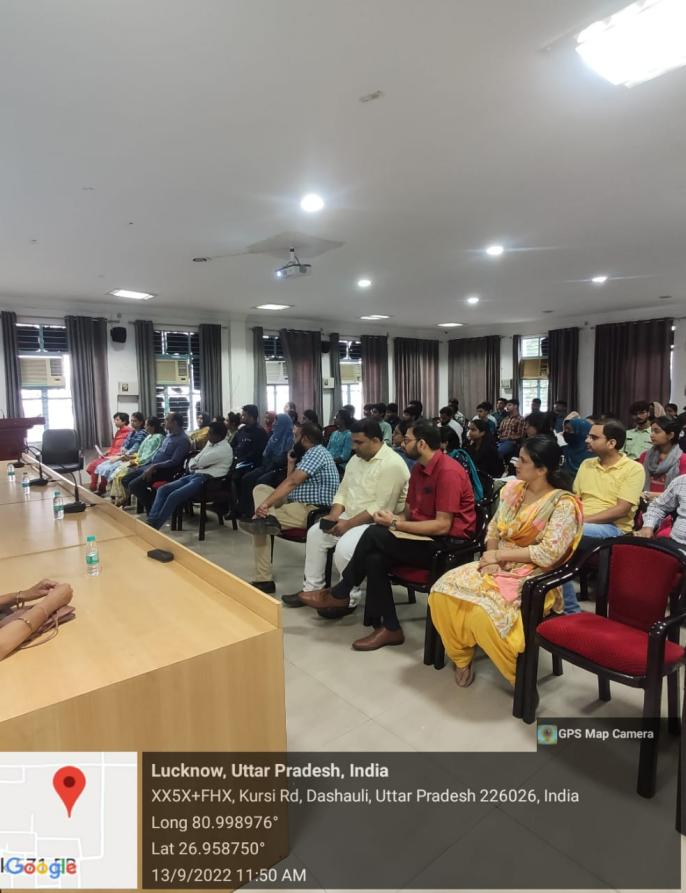 GPS Map Camera
Lucknow, Uttar Pradesh, India
XX5X+FHX, Kursi Rd, Dashauli, Uttar Pradesh 226026, India
Long 80.998976°
Lat 26.958750°
13/9/2022 11:50 AM
Google